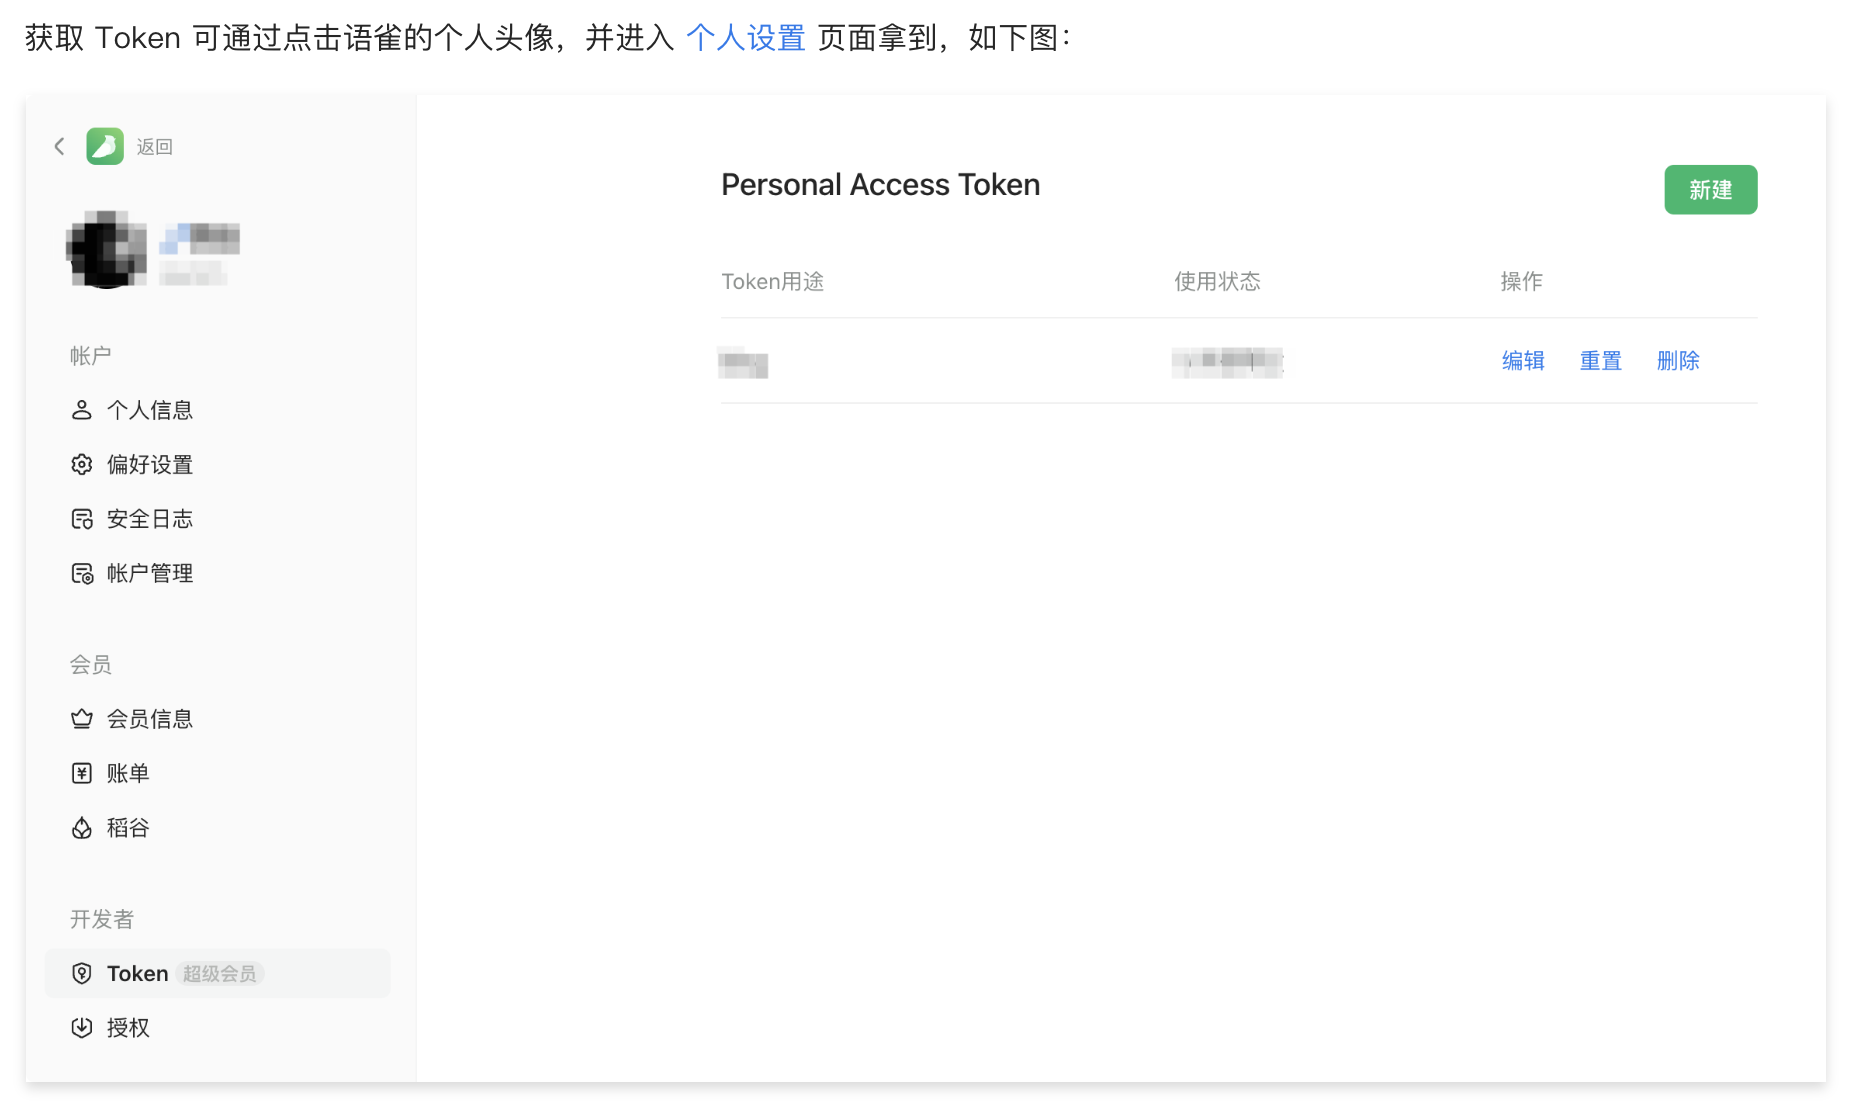 获取 Token 可通过点击语雀的个人头像，并进入 个人设置 页面拿到，如下图：
返回
帐户
个人信息
偏好设置
安全日志
帐户管理
会员
会员信息
账单
稻谷
开发者
Token 超级会员
授权
Personal Access Token
新建
Token用途 使用状态 操作
编辑 重置 删除